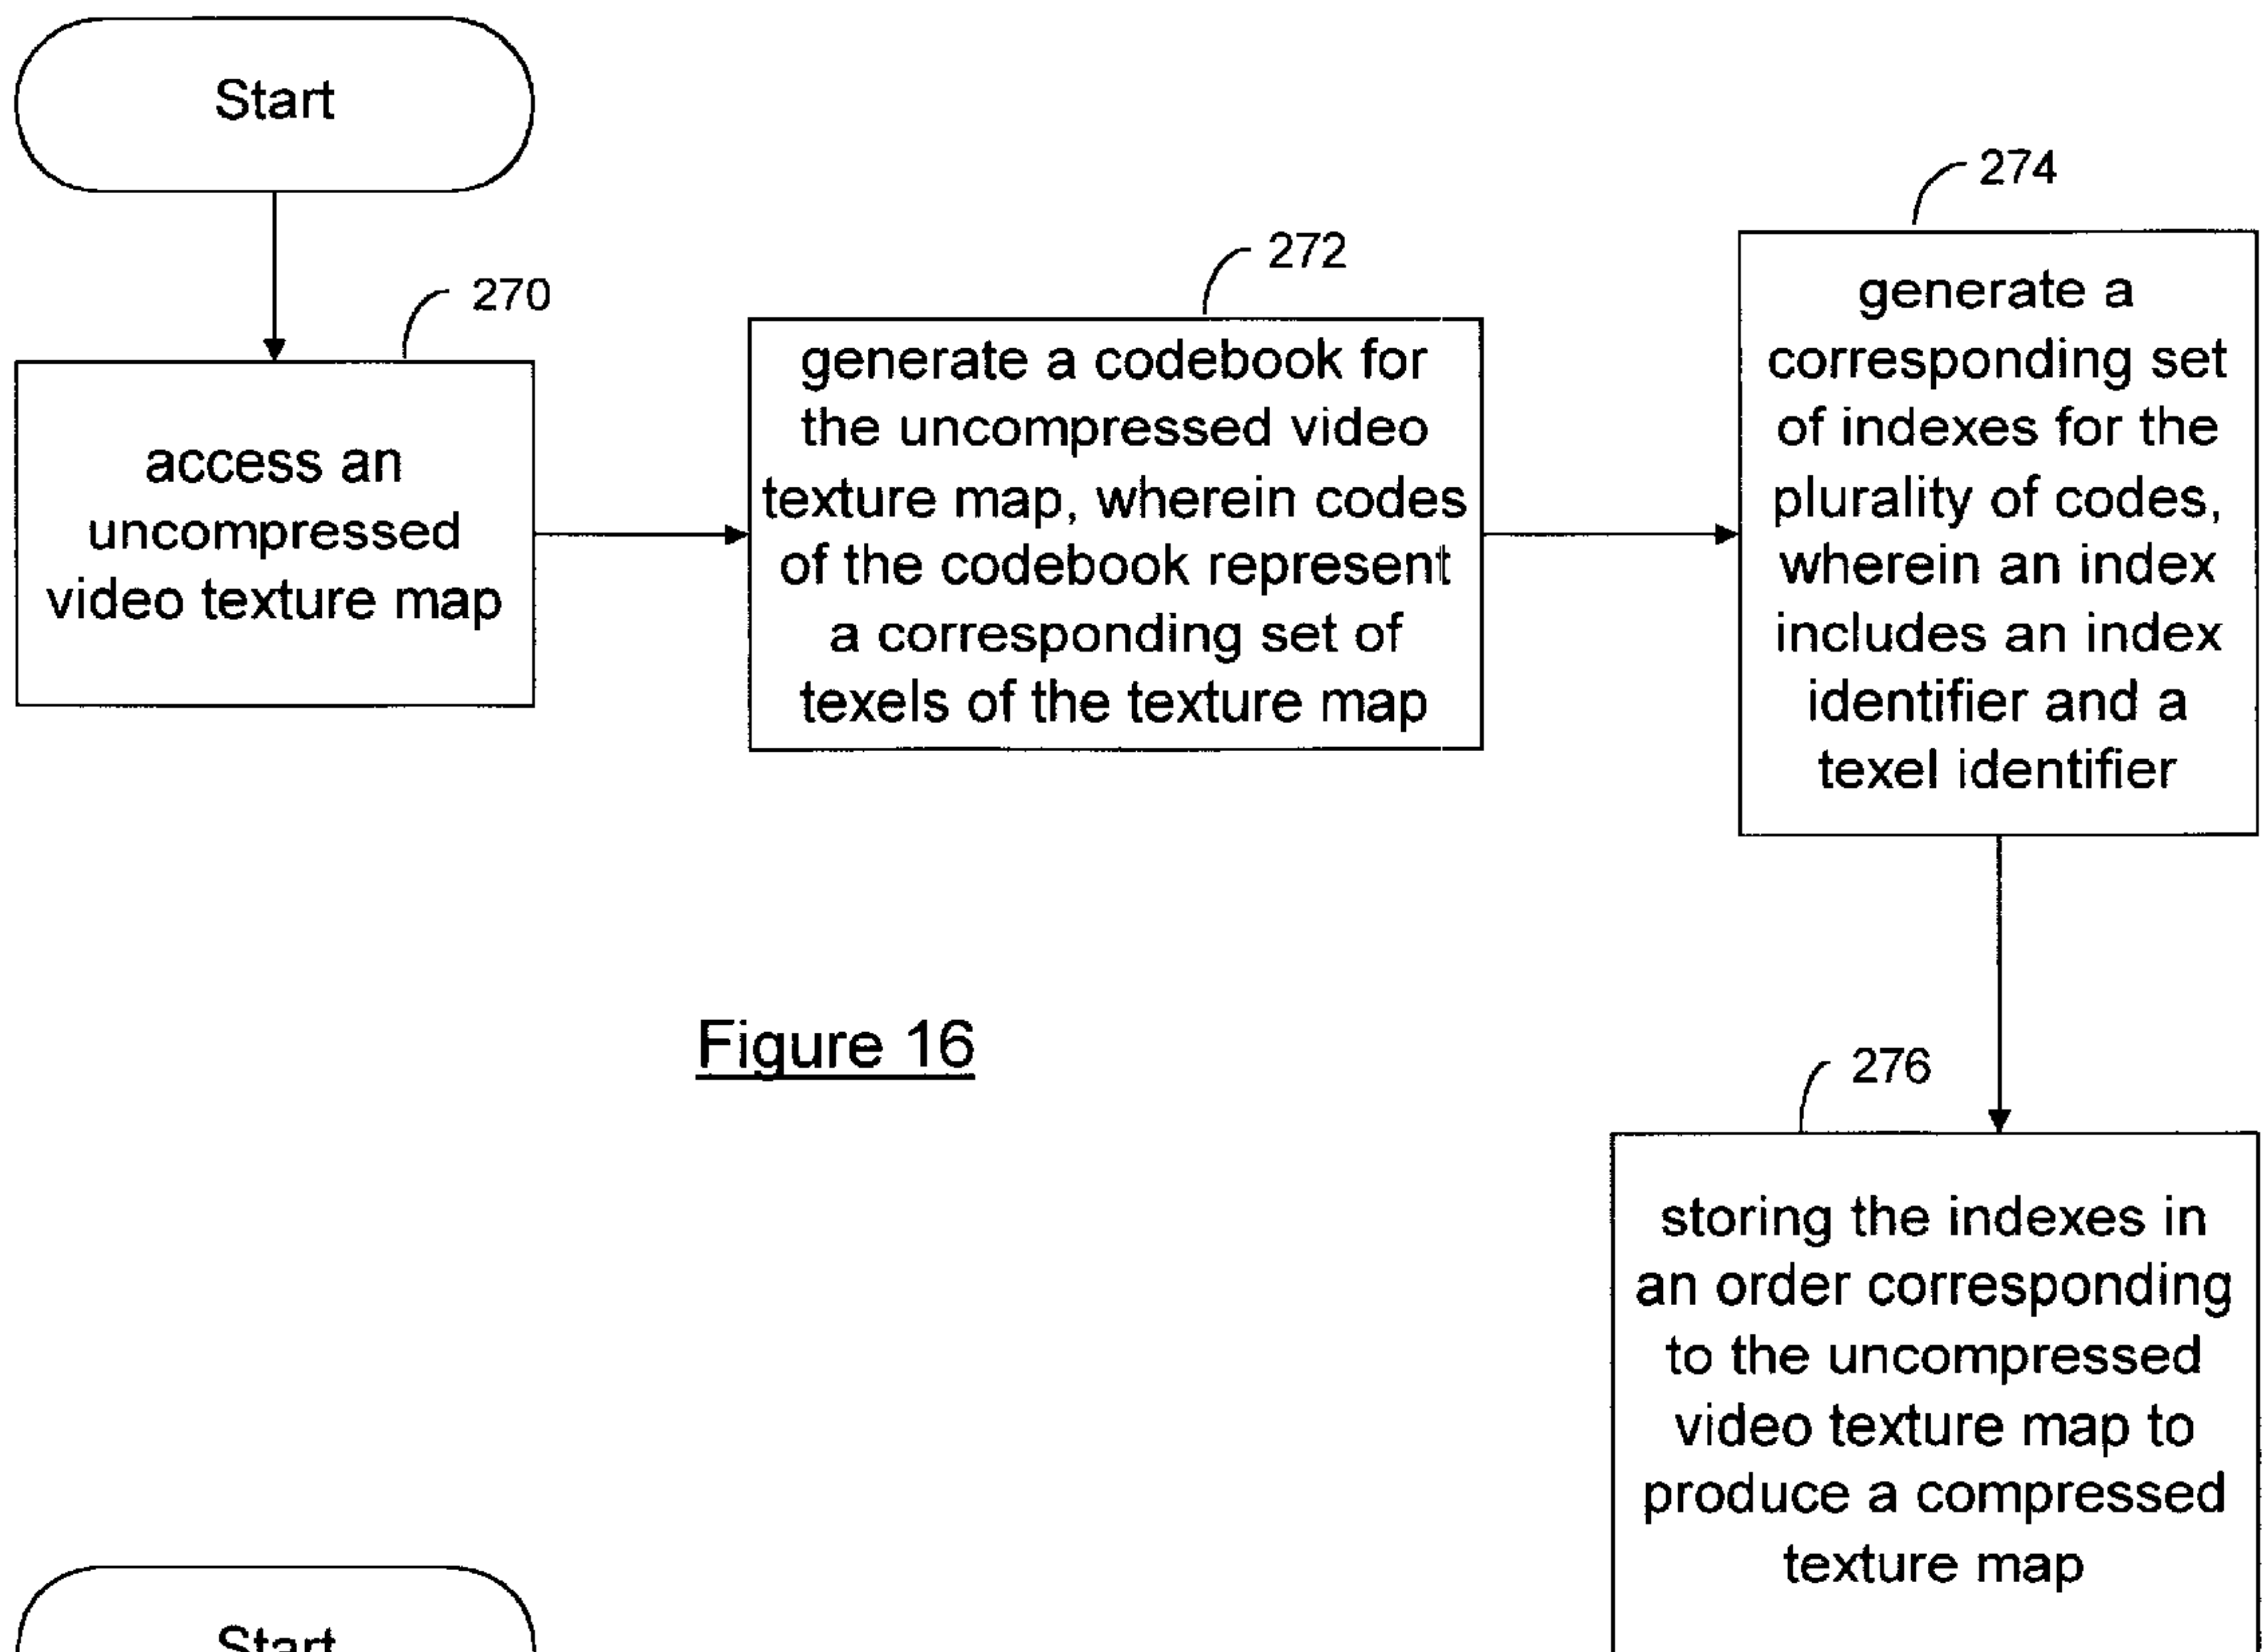 Start
270
access an
uncompressed
video texture map
272
generate a codebook for
the uncompressed video
texture map, wherein codes
of the codebook represent
a corresponding set of
texels of the texture map
274
generate a
corresponding set
of indexes for the
plurality of codes,
wherein an index
includes an index
identifier and a
texel identifier
Figure 16
276
storing the indexes in
an order corresponding
to the uncompressed
video texture map to
produce a compressed
texture map
Start